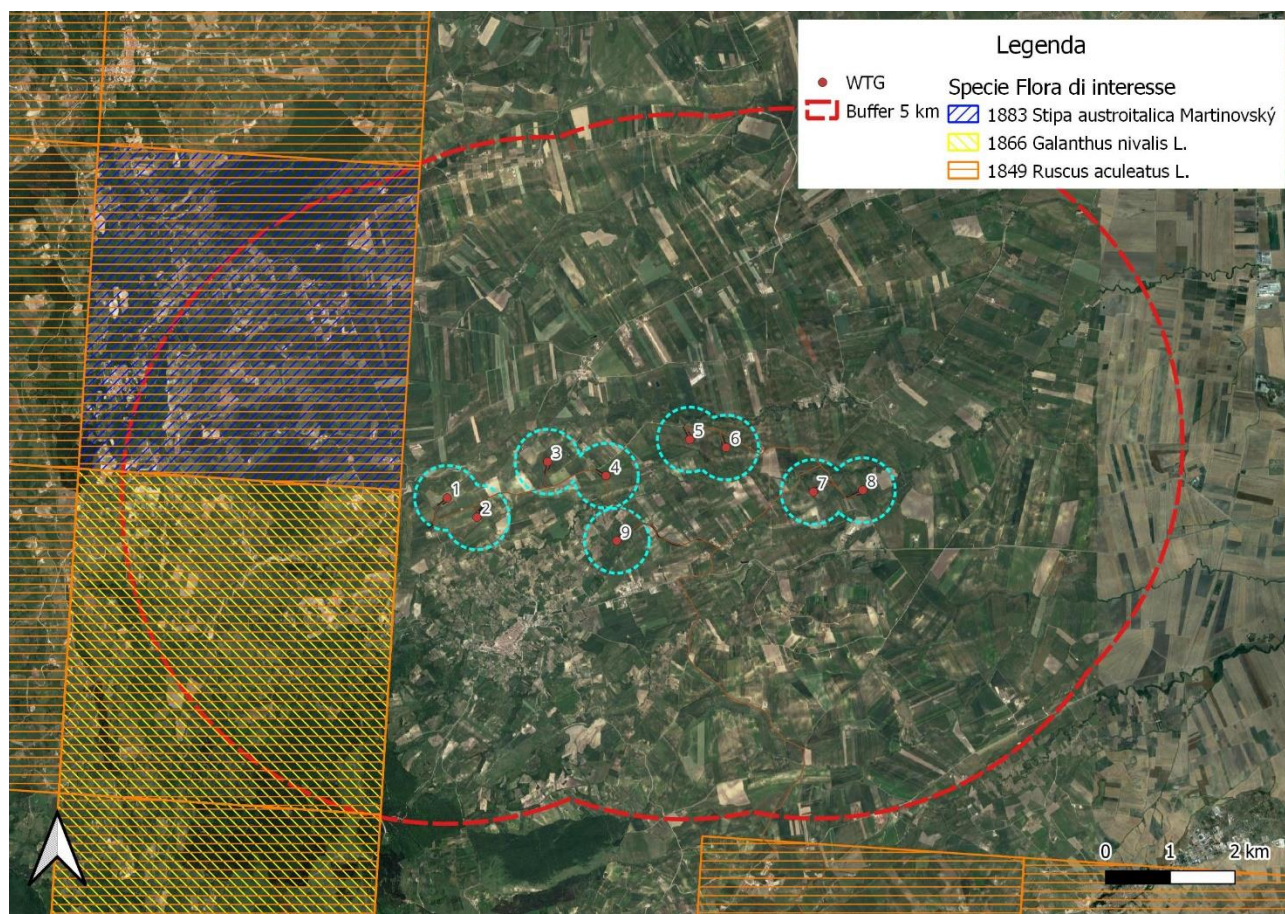 Legenda
WTG
Buffer 5 km
Specie Flora di interesse
1883 Stipa austroitalica Martinovský
1866 Galanthus nivalis L.
1849 Ruscus aculeatus L.
5
6
3
4
1
2
7
8
9
0 1 2 km